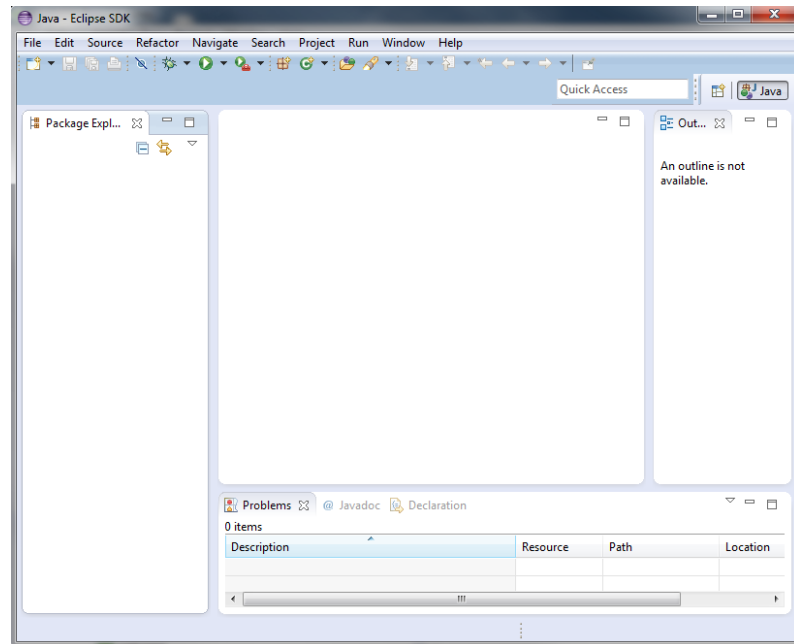 Java - Eclipse SDK
File Edit Source Refactor Navigate Search Project Run Window Help
Quick Access
Java
Package Expl...
Out...
An outline is not
available.
Problems @ Javadoc Declaration
0 items
Description Resource Path Location